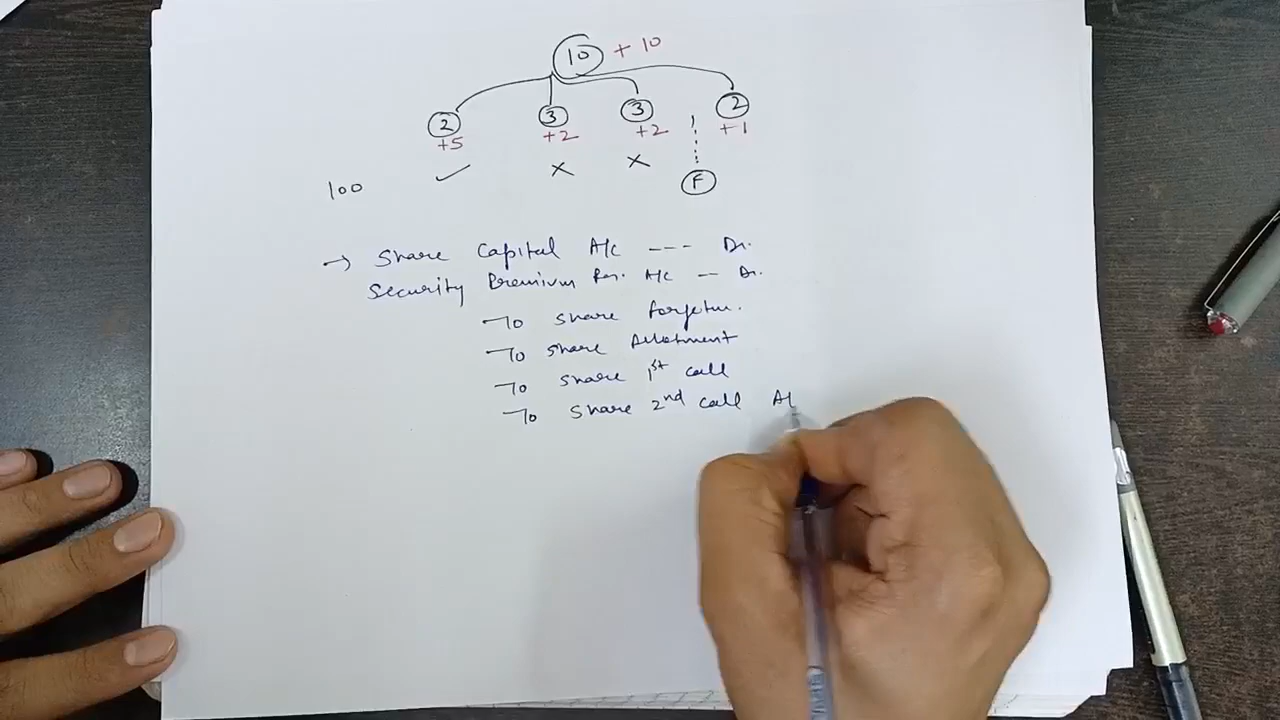 10 + 10
2 3 3 2
+5 +2 +2 +1
100 ✓ × × F
→ Share Capital A/c --- Dr.
Security Premium Res. A/c -- Dr.
To Share Forfetu.
To Share Allotment
To Share 1st call
To Share 2nd call A/